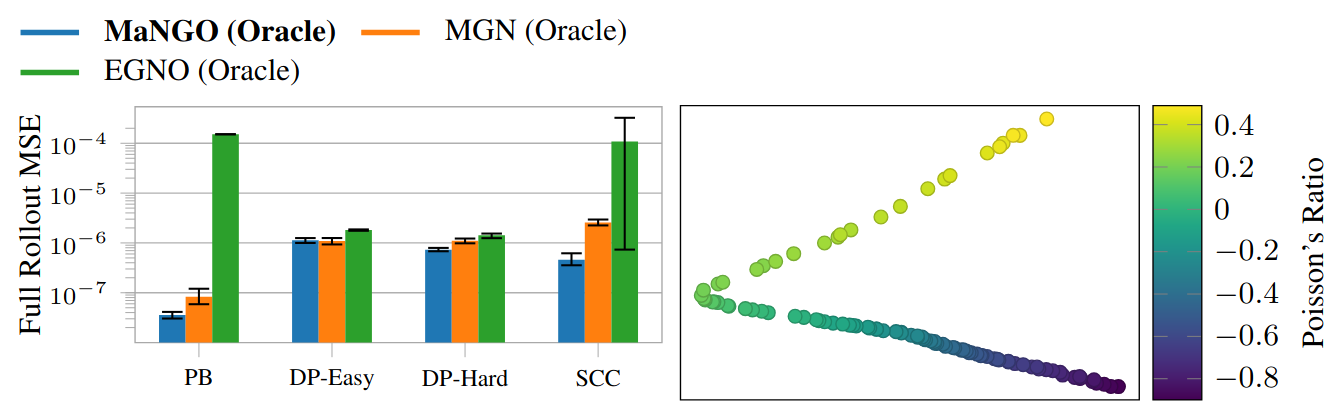 MaNGO (Oracle) MGN (Oracle)
EGNO (Oracle)
Full Rollout MSE
10−4
10−5
10−6
10−7
PB DP-Easy DP-Hard SCC
0.4
0.2
0
−0.2
−0.4
−0.6
−0.8
Poisson's Ratio